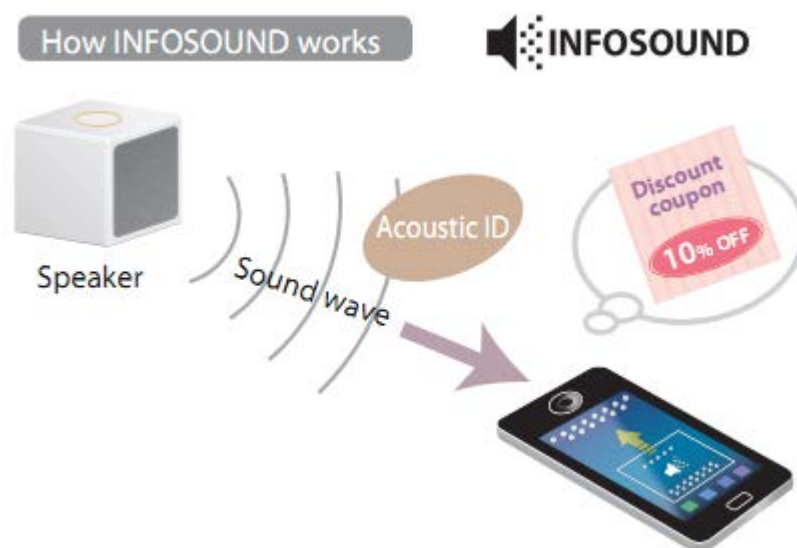 How INFOSOUND works
INFOSOUND
Speaker
Sound wave
Acoustic ID
Discount
coupon
10% OFF